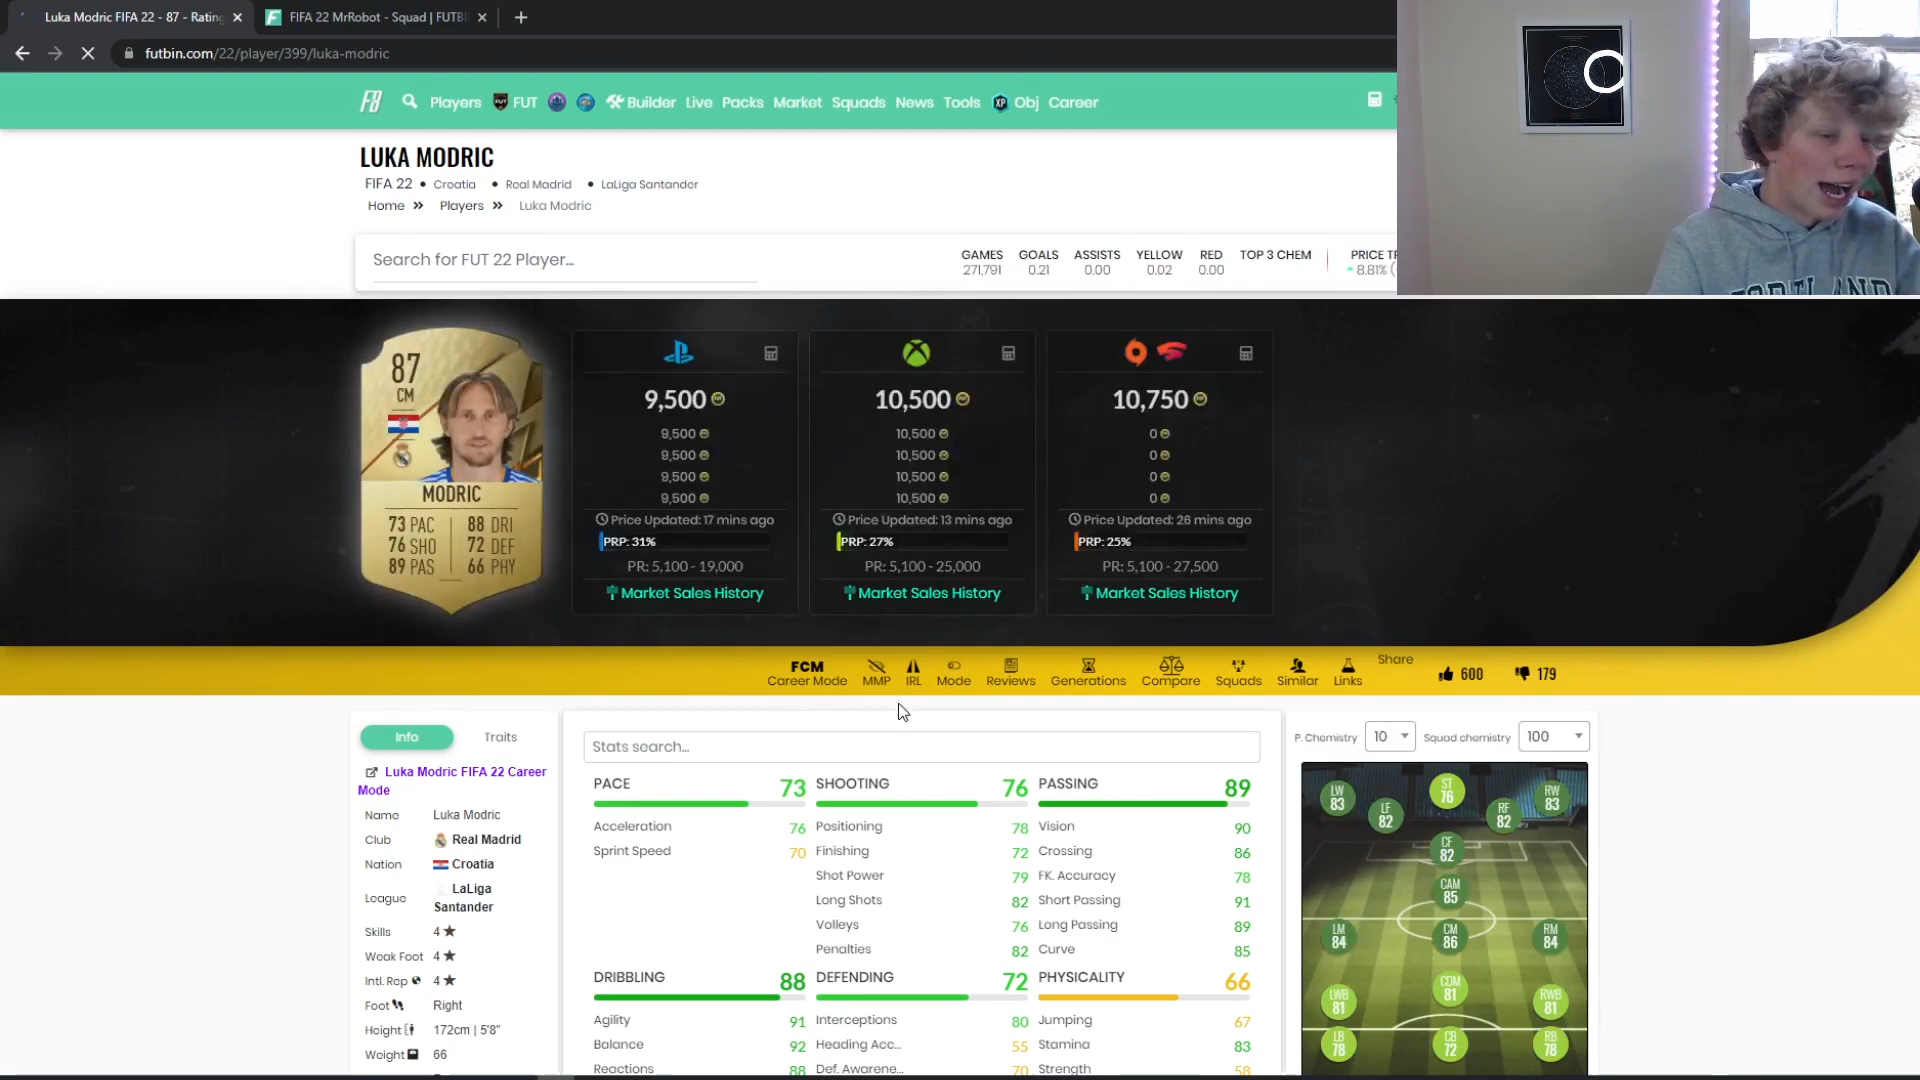 Luka Modric FIFA 22 - 87 - Rating
FIFA 22 MrRobot - Squad | FUTBI
futbin.com/22/player/399/luka-modric
Players FUT Builder Live Packs Market Squads News Tools XP Obj Career
LUKA MODRIC
FIFA 22 • Croatia • Real Madrid • LaLiga Santander
Home » Players » Luka Modric
Search for FUT 22 Player...
GAMES GOALS ASSISTS YELLOW RED TOP 3 CHEM PRICE TR
271,791 0.21 0.00 0.02 0.00 8.81% (
87
CM
MODRIC
73 PAC 88 DRI
76 SHO 72 DEF
89 PAS 66 PHY
9,500
9,500
9,500
9,500
9,500
Price Updated: 17 mins ago
PRP: 31%
PR: 5,100 - 19,000
Market Sales History
10,500
10,500
10,500
10,500
10,500
Price Updated: 13 mins ago
PRP: 27%
PR: 5,100 - 25,000
Market Sales History
10,750
0
0
0
0
Price Updated: 26 mins ago
PRP: 25%
PR: 5,100 - 27,500
Market Sales History
FCM
Career Mode MMP IRL Mode Reviews Generations Compare Squads Similar Links Share 600 179
Info Traits
Luka Modric FIFA 22 Career
Mode
Name Luka Modric
Club Real Madrid
Nation Croatia
League LaLiga
Santander
Skills 4
Weak Foot 4
Intl. Rep 4
Foot Right
Height 172cm | 5'8"
Weight 66
Stats search...
PACE 73 SHOOTING 76 PASSING 89
Acceleration 76 Positioning 78 Vision 90
Sprint Speed 70 Finishing 72 Crossing 86
Shot Power 79 FK. Accuracy 78
Long Shots 82 Short Passing 91
Volleys 76 Long Passing 89
Penalties 82 Curve 85
DRIBBLING 88 DEFENDING 72 PHYSICALITY 66
Agility 91 Interceptions 80 Jumping 67
Balance 92 Heading Acc... 55 Stamina 83
Reactions 88 Def. Awarene... 70 Strength 58
P. Chemistry 10 Squad chemistry 100
LW 83 ST 76 RW 83
LF 82 RF 82
CF 82
CAM 85
LM 84 CM 86 RM 84
CDM 81
LWB 81 RWB 81
LB 78 CB 72 RB 78